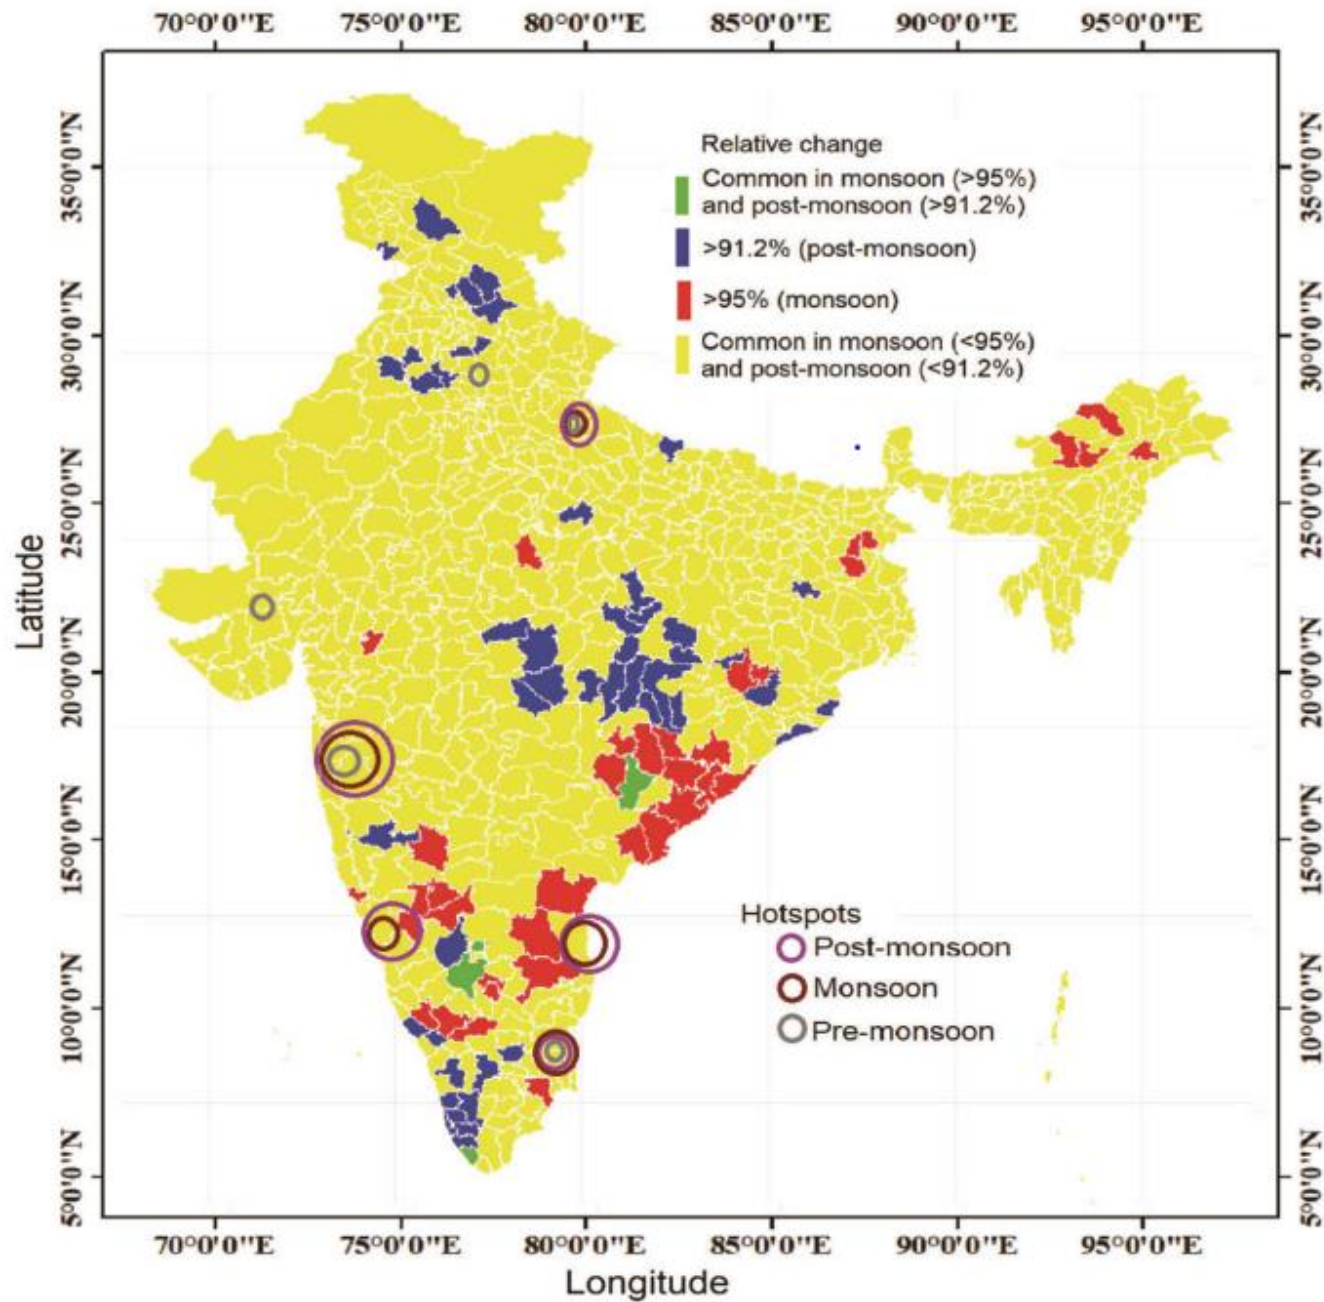 70°0'0"E 75°0'0"E 80°0'0"E 85°0'0"E 90°0'0"E 95°0'0"E
Relative change
Common in monsoon (>95%)
and post-monsoon (>91.2%)
>91.2% (post-monsoon)
>95% (monsoon)
Common in monsoon (<95%)
and post-monsoon (<91.2%)
Latitude
35°0'0"N
30°0'0"N
25°0'0"N
20°0'0"N
15°0'0"N
10°0'0"N
5°0'0"N
Hotspots
Post-monsoon
Monsoon
Pre-monsoon
35°0'0"N
30°0'0"N
25°0'0"N
20°0'0"N
15°0'0"N
10°0'0"N
5°0'0"N
70°0'0"E 75°0'0"E 80°0'0"E 85°0'0"E 90°0'0"E 95°0'0"E
Longitude